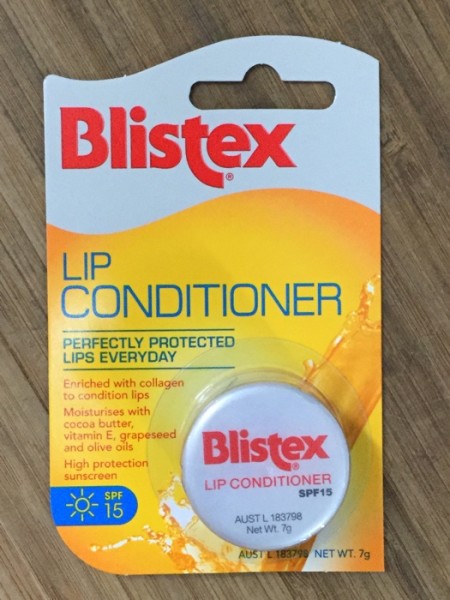 Blistex
LIP
CONDITIONER
PERFECTLY PROTECTED
LIPS EVERYDAY
Enriched with collagen
to condition lips
Moisturises with
cocoa butter,
vitamin E, grapeseed
and olive oils
High protection
sunscreen
SPF
15
Blistex
LIP CONDITIONER
SPF15
AUST L 183798
Net Wt. 7g
AUST L 183798 NET WT. 7g